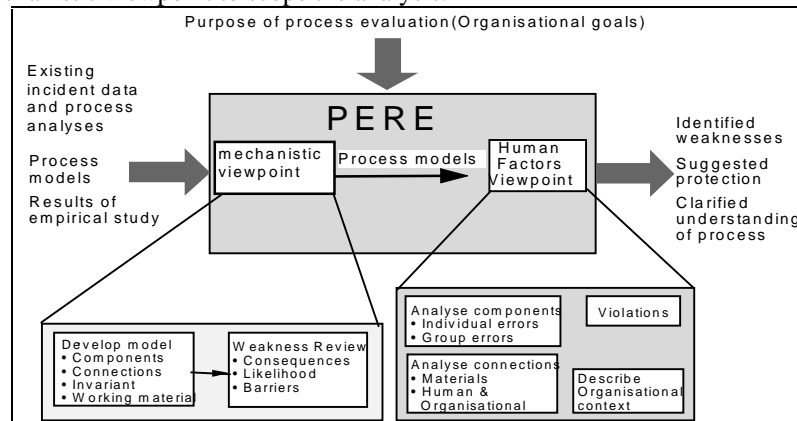 Purpose of process evaluation(Organisational goals)
Existing
incident data
and process
analyses
Process
models
Results of
empirical study
PERE
mechanistic
viewpoint
Process models
Human
Factors
Viewpoint
Identified
weaknesses
Suggested
protection
Clarified
understanding
of process
Develop model
• Components
• Connections
• Invariant
• Working material
Weakness Review
• Consequences
• Likelihood
• Barriers
Analyse components
• Individual errors
• Group errors
Violations
Analyse connections
• Materials
• Human &
Organisational
Describe
Organisational
context